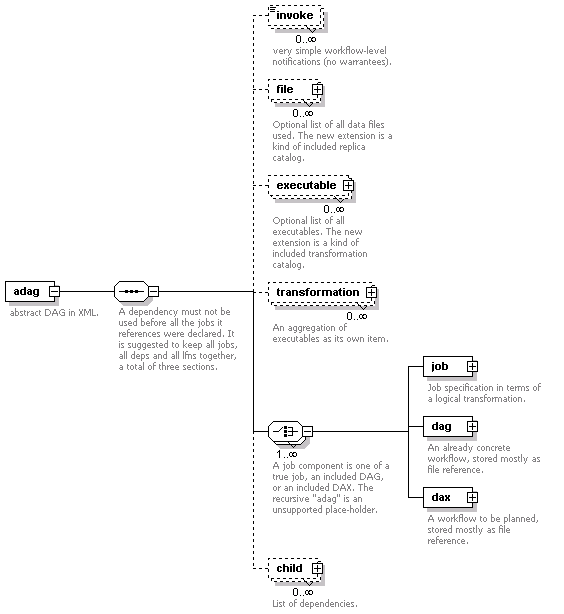 invoke
0..∞
very simple workflow-level
notifications (no warrantees).
file
0..∞
Optional list of all data files
used. The new extension is a
kind of included replica
catalog.
executable
0..∞
Optional list of all
executables. The new
extension is a kind of
included transformation
catalog.
adag
abstract DAG in XML.
A dependency must not be
used before all the jobs it
references were declared. It
is suggested to keep all jobs,
all deps and all lfns together,
a total of three sections.
transformation
0..∞
An aggregation of
executables as its own item.
1..∞
A job component is one of a
true job, an included DAG,
or an included DAX. The
recursive "adag" is an
unsupported place-holder.
job
Job specification in terms of
a logical transformation.
dag
An already concrete
workflow, stored mostly as
file reference.
dax
A workflow to be planned,
stored mostly as file
reference.
child
0..∞
List of dependencies.